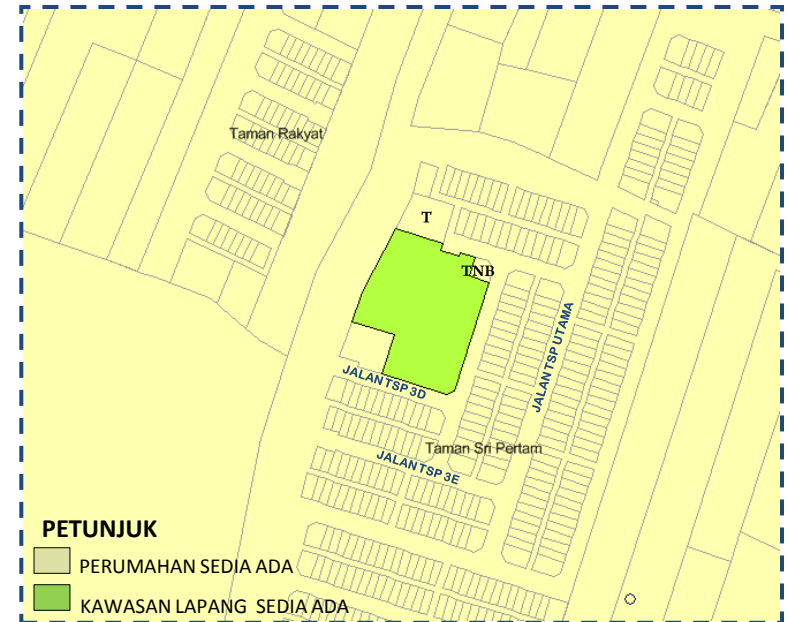 Taman Rakyat
T
TNB
JALAN TSP UTAMA
JALAN TSP 3D
Taman Sri Pertam
JALAN TSP 3E
PETUNJUK
PERUMAHAN SEDIA ADA
KAWASAN LAPANG SEDIA ADA